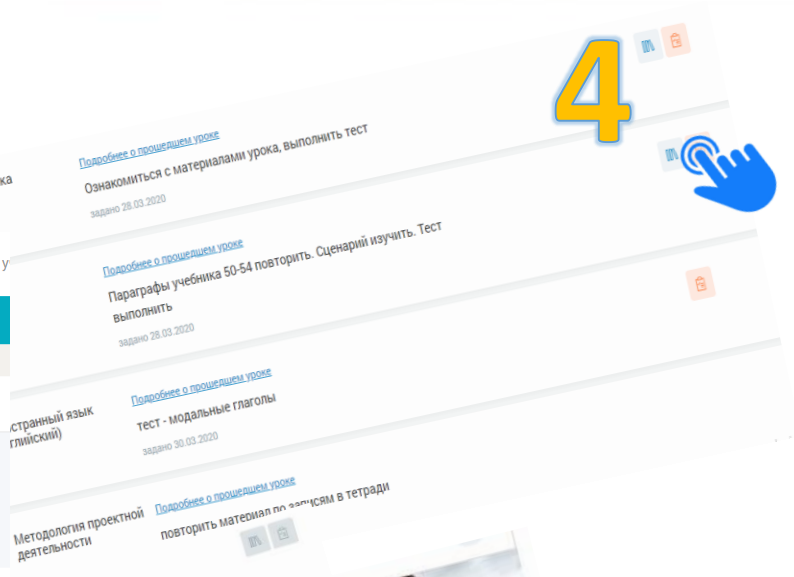 4
ка
Подробнее о прошедшем уроке
Ознакомиться с материалами урока, выполнить тест
задано 28.03.2020
у
Подробнее о прошедшем уроке
Параграфы учебника 50-54 повторить. Сценарий изучить. Тест
выполнить
задано 28.03.2020
странный язык
глийский)
Подробнее о прошедшем уроке
тест - модальные глаголы
задано 30.03.2020
Методология проектной
деятельности
Подробнее о прошедшем уроке
повторить материал по записям в тетради